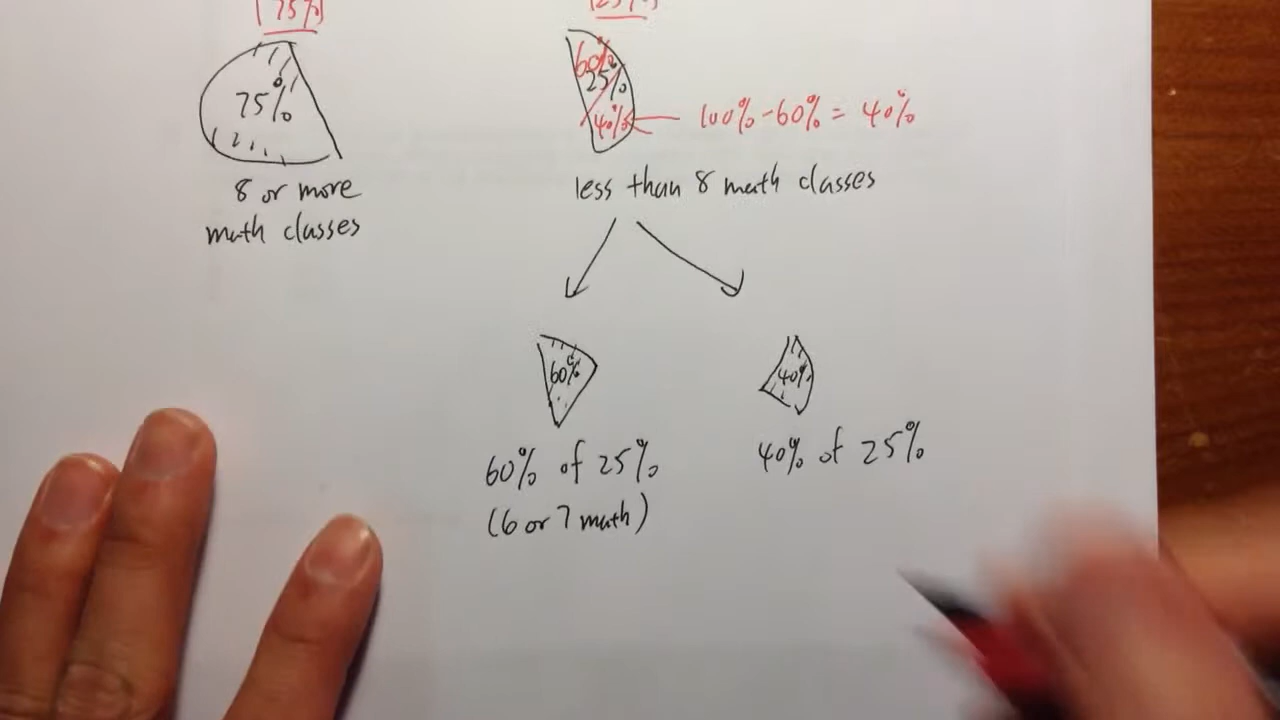 75%
75%
8 or more
math classes
60%
25%
40%
100% - 60% = 40%
less than 8 math classes
60%
60% of 25%
(6 or 7 math)
40%
40% of 25%